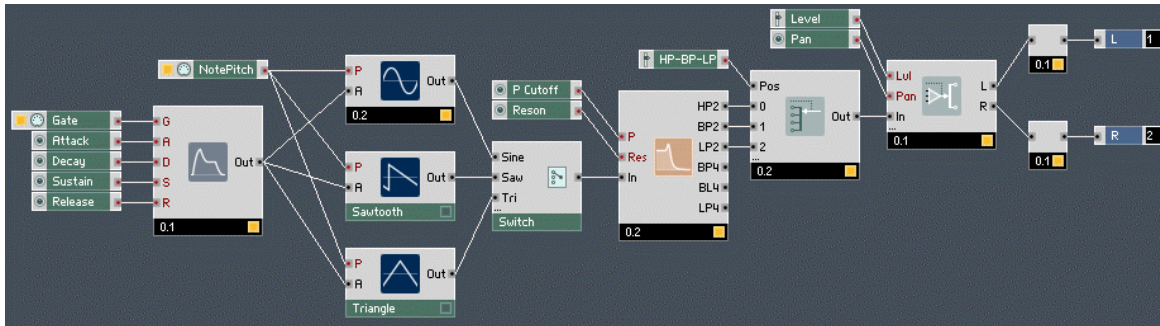 Gate
Attack
Decay
Sustain
Release
G
A
D
S
R
Out
0.1
NotePitch
P
A
Out
0.2
P
A
Out
Sawtooth
P
A
Out
Triangle
Sine
Saw
Tri
...
Switch
P Cutoff
Reson
P
Res
In
HP2
BP2
LP2
BP4
BL4
LP4
0.2
HP-BP-LP
Pos
0
1
2
...
Out
0.2
Level
Pan
Lvl
Pan
In
L
R
0.1
0.1
L 1
0.1
R 2